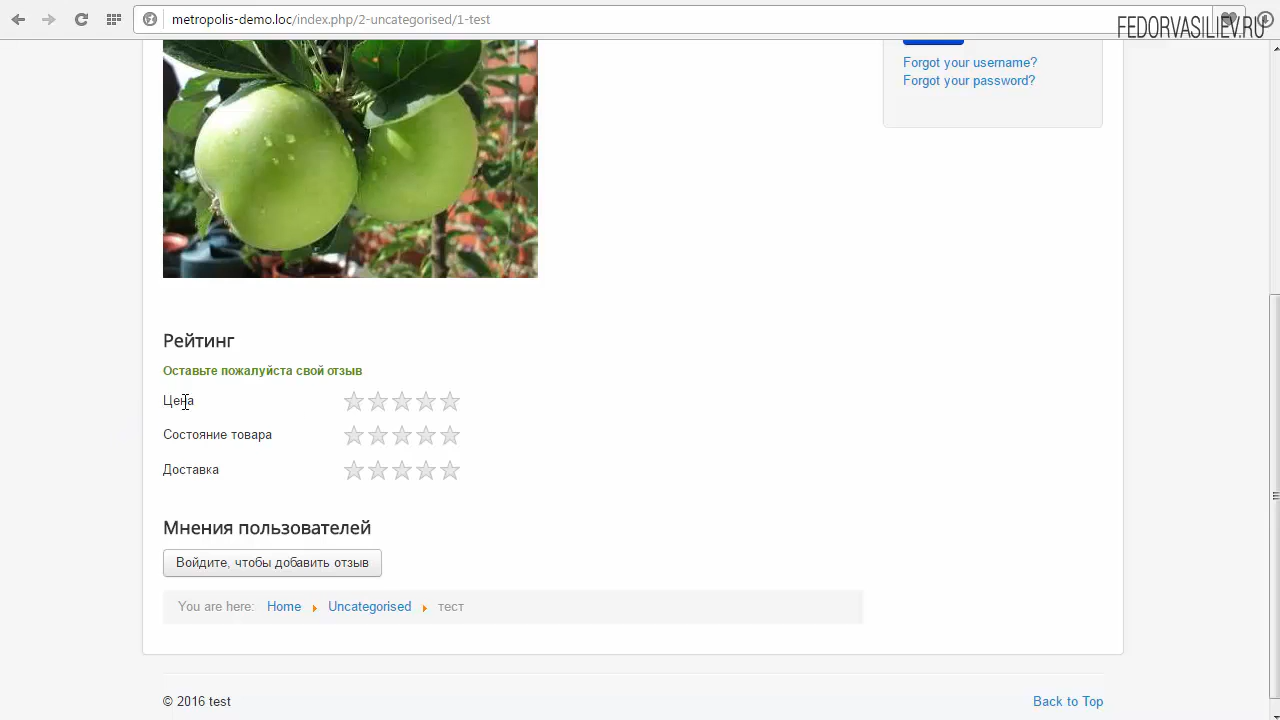 metropolis-demo.loc/index.php/2-uncategorised/1-test
FEDORVASILIEV.RU
Forgot your username?
Forgot your password?
Рейтинг
Оставьте пожалуйста свой отзыв
Цена
Состояние товара
Доставка
Мнения пользователей
Войдите, чтобы добавить отзыв
You are here: Home Uncategorised тест
© 2016 test Back to Top